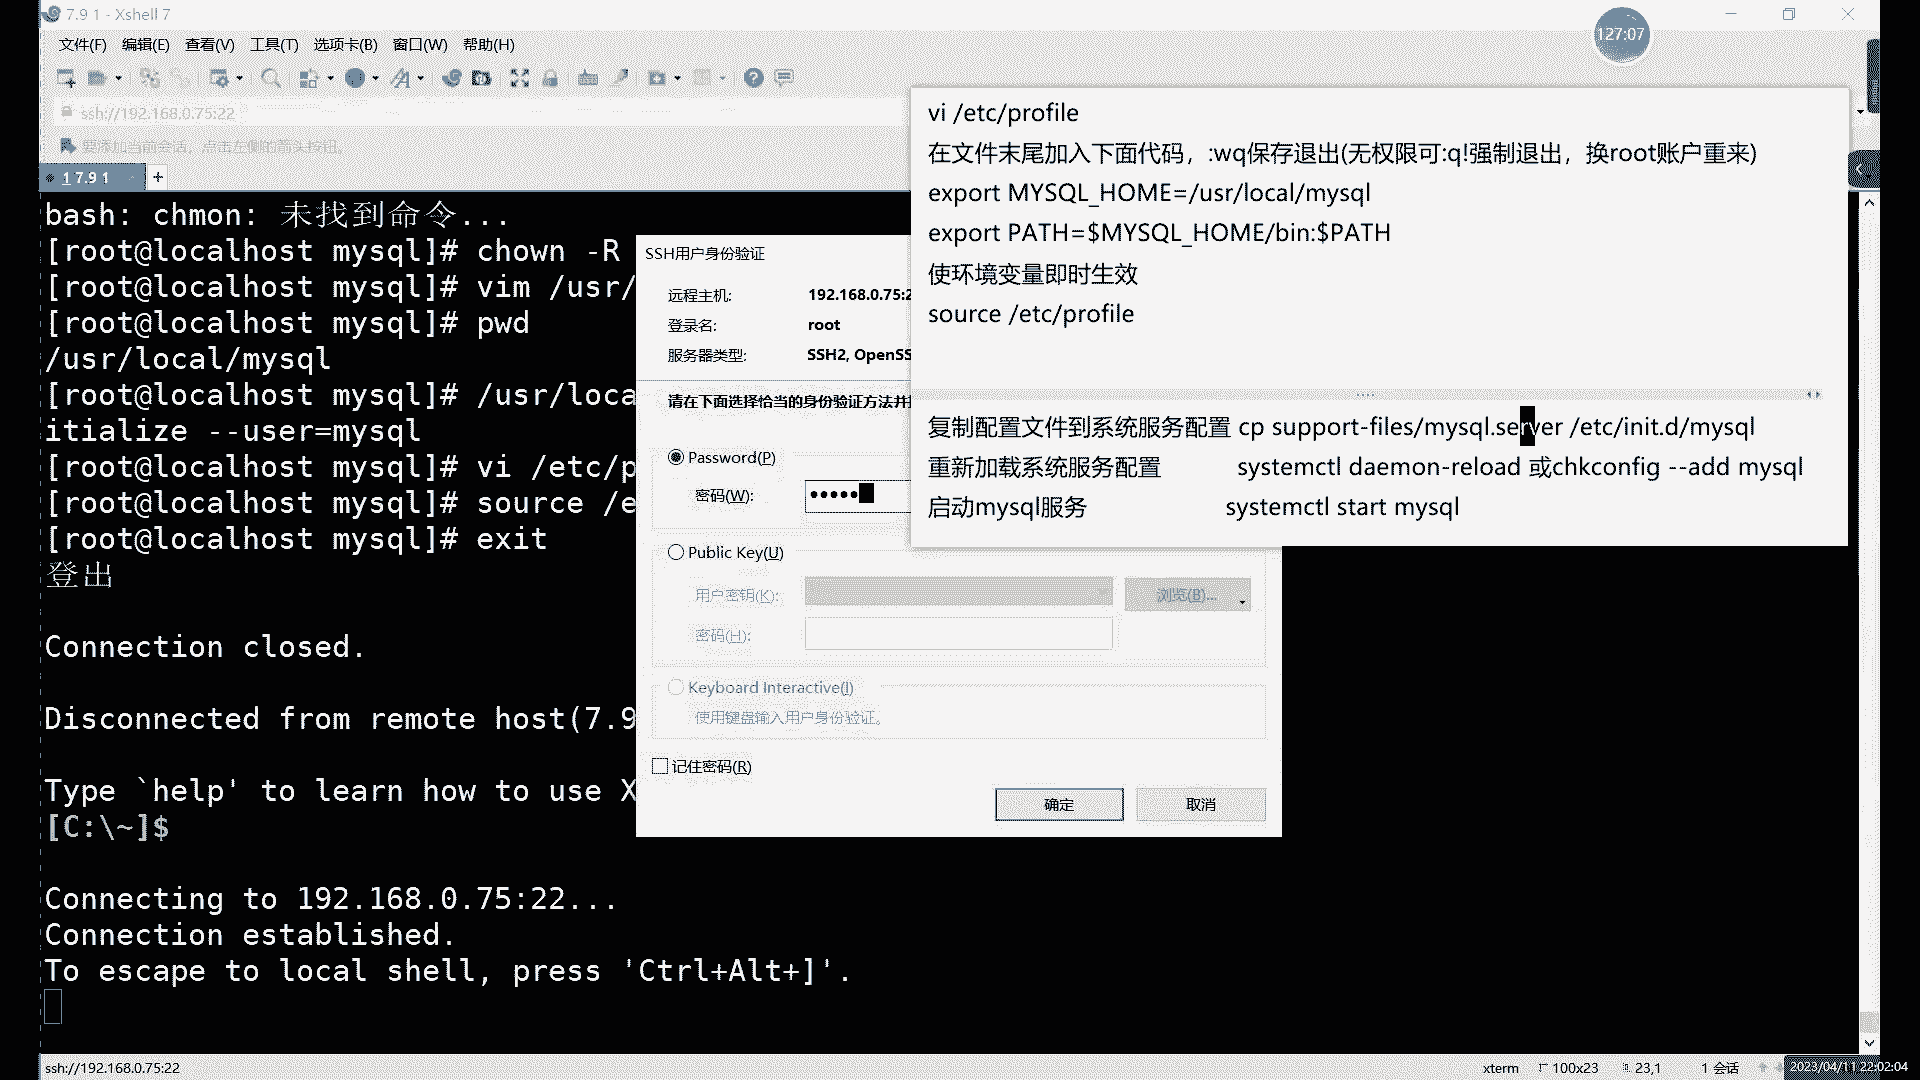 7.9 1 - Xshell 7
127:07
文件(F) 编辑(E) 查看(V) 工具(T) 选项卡(B) 窗口(W) 帮助(H)
ssh://192.168.0.75:22
要添加当前会话，点击左侧的箭头按钮。
1 7.9 1
+
bash: chmon: 未找到命令...
[root@localhost mysql]# chown -R
[root@localhost mysql]# vim /usr/
[root@localhost mysql]# pwd
/usr/local/mysql
[root@localhost mysql]# /usr/loca
itialize --user=mysql
[root@localhost mysql]# vi /etc/p
[root@localhost mysql]# source /e
[root@localhost mysql]# exit
登出
Connection closed.
Disconnected from remote host(7.9
Type `help' to learn how to use X
[C:\~]$
Connecting to 192.168.0.75:22...
Connection established.
To escape to local shell, press 'Ctrl+Alt+]'.
SSH用户身份验证
远程主机: 192.168.0.75:2
登录名: root
服务器类型: SSH2, OpenSS
请在下面选择恰当的身份验证方法并
Password(P)
密码(W):
Public Key(U)
用户密钥(K):
浏览(B)...
密码(H):
Keyboard Interactive(I)
使用键盘输入用户身份验证。
记住密码(R)
确定 取消
vi /etc/profile
在文件末尾加入下面代码，:wq保存退出(无权限可:q!强制退出，换root账户重来)
export MYSQL_HOME=/usr/local/mysql
export PATH=$MYSQL_HOME/bin:$PATH
使环境变量即时生效
source /etc/profile
复制配置文件到系统服务配置 cp support-files/mysql.server /etc/init.d/mysql
重新加载系统服务配置 systemctl daemon-reload 或chkconfig --add mysql
启动mysql服务 systemctl start mysql
ssh://192.168.0.75:22
xterm 100x23 23,1 1 会话
2023/04/11 22:02:04